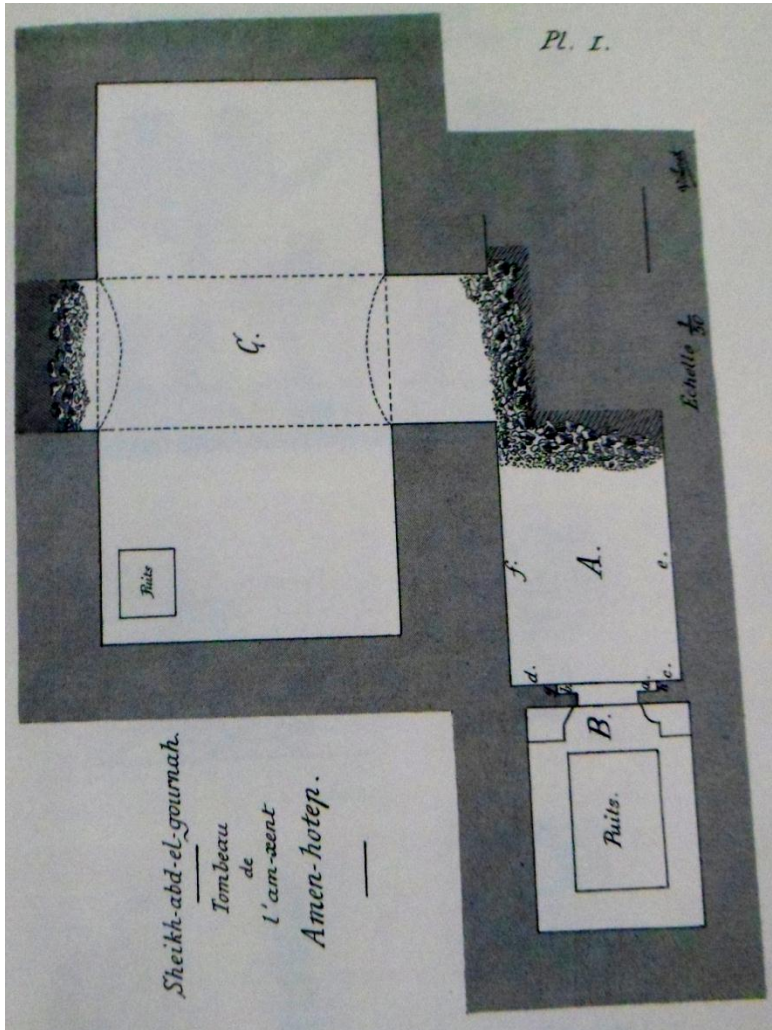 Pl. I.
Sheikh-abd-el-gournah.
Tombeau
de
l'am-xent
Amen-hotep.
G.
Puits
A.
f.
e.
d.
c.
a.
B.
Puits.
Echelle 1/50